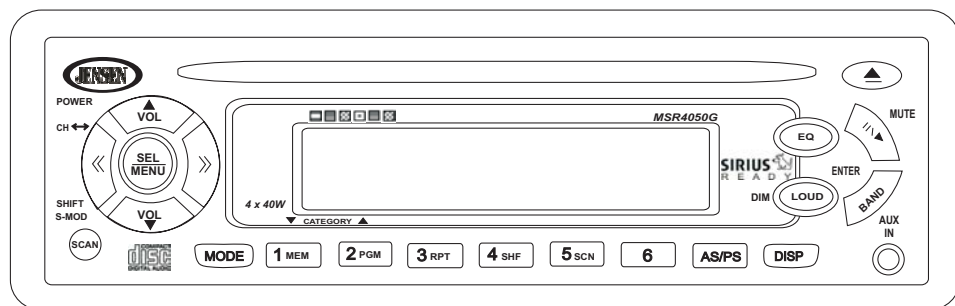 JENSEN
POWER
CH
VOL
SEL
MENU
VOL
SHIFT
S-MOD
SCAN
MSR4050G
4 x 40W
CATEGORY
SIRIUS
READY
EQ
MUTE
ENTER
DIM
LOUD
BAND
AUX
IN
COMPACT
disc
DIGITAL AUDIO
MODE
1 MEM
2 PGM
3 RPT
4 SHF
5 SCN
6
AS/PS
DISP